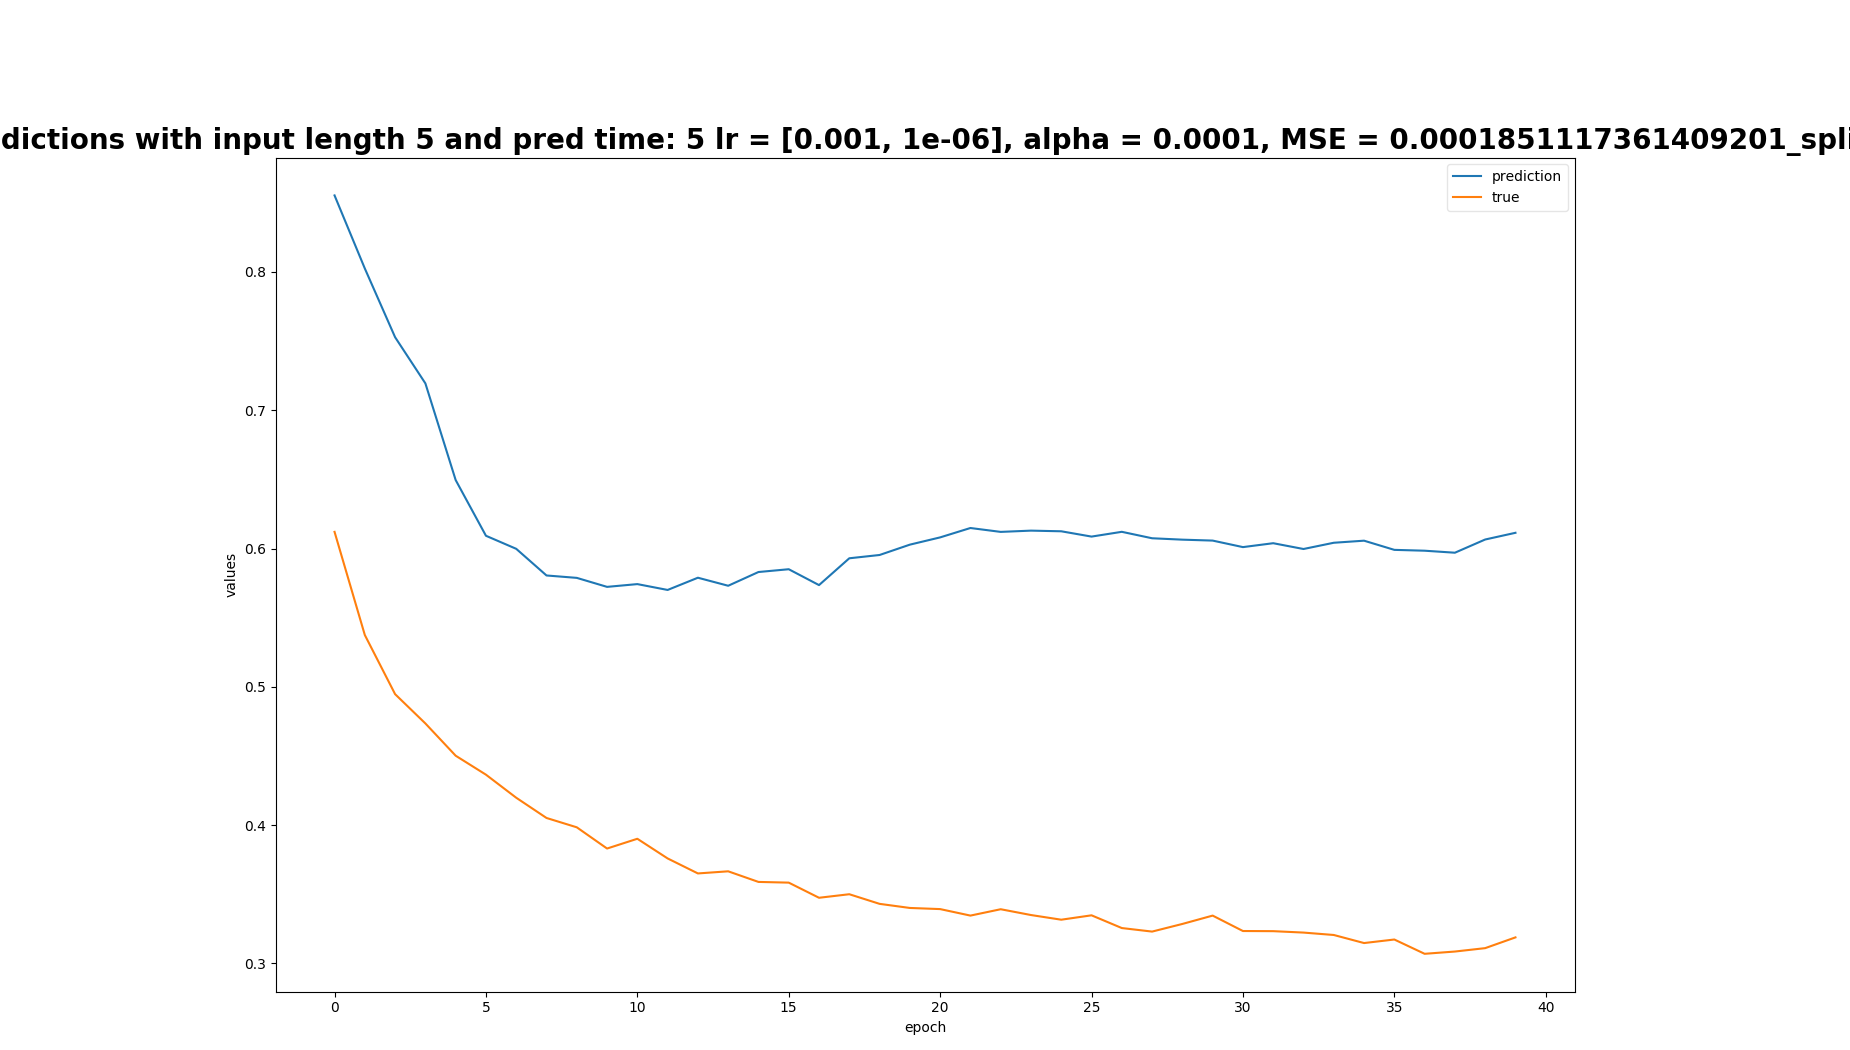 dictions with input length 5 and pred time: 5 lr = [0.001, 1e-06], alpha = 0.0001, MSE = 0.0001851117361409201_spli
prediction
true
0.8
0.7
0.6
0.5
0.4
0.3
values
0 5 10 15 20 25 30 35 40
epoch